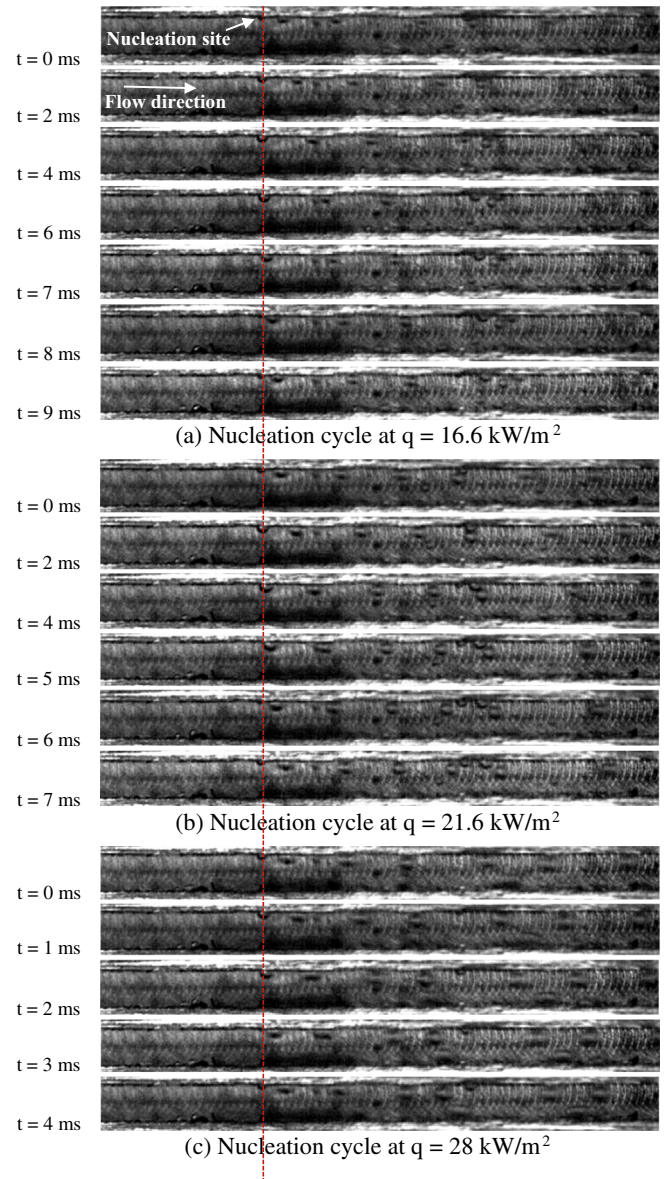 Nucleation site
t = 0 ms
Flow direction
t = 2 ms
t = 4 ms
t = 6 ms
t = 7 ms
t = 8 ms
t = 9 ms
(a) Nucleation cycle at q = 16.6 kW/m²
t = 0 ms
t = 2 ms
t = 4 ms
t = 5 ms
t = 6 ms
t = 7 ms
(b) Nucleation cycle at q = 21.6 kW/m²
t = 0 ms
t = 1 ms
t = 2 ms
t = 3 ms
t = 4 ms
(c) Nucleation cycle at q = 28 kW/m²